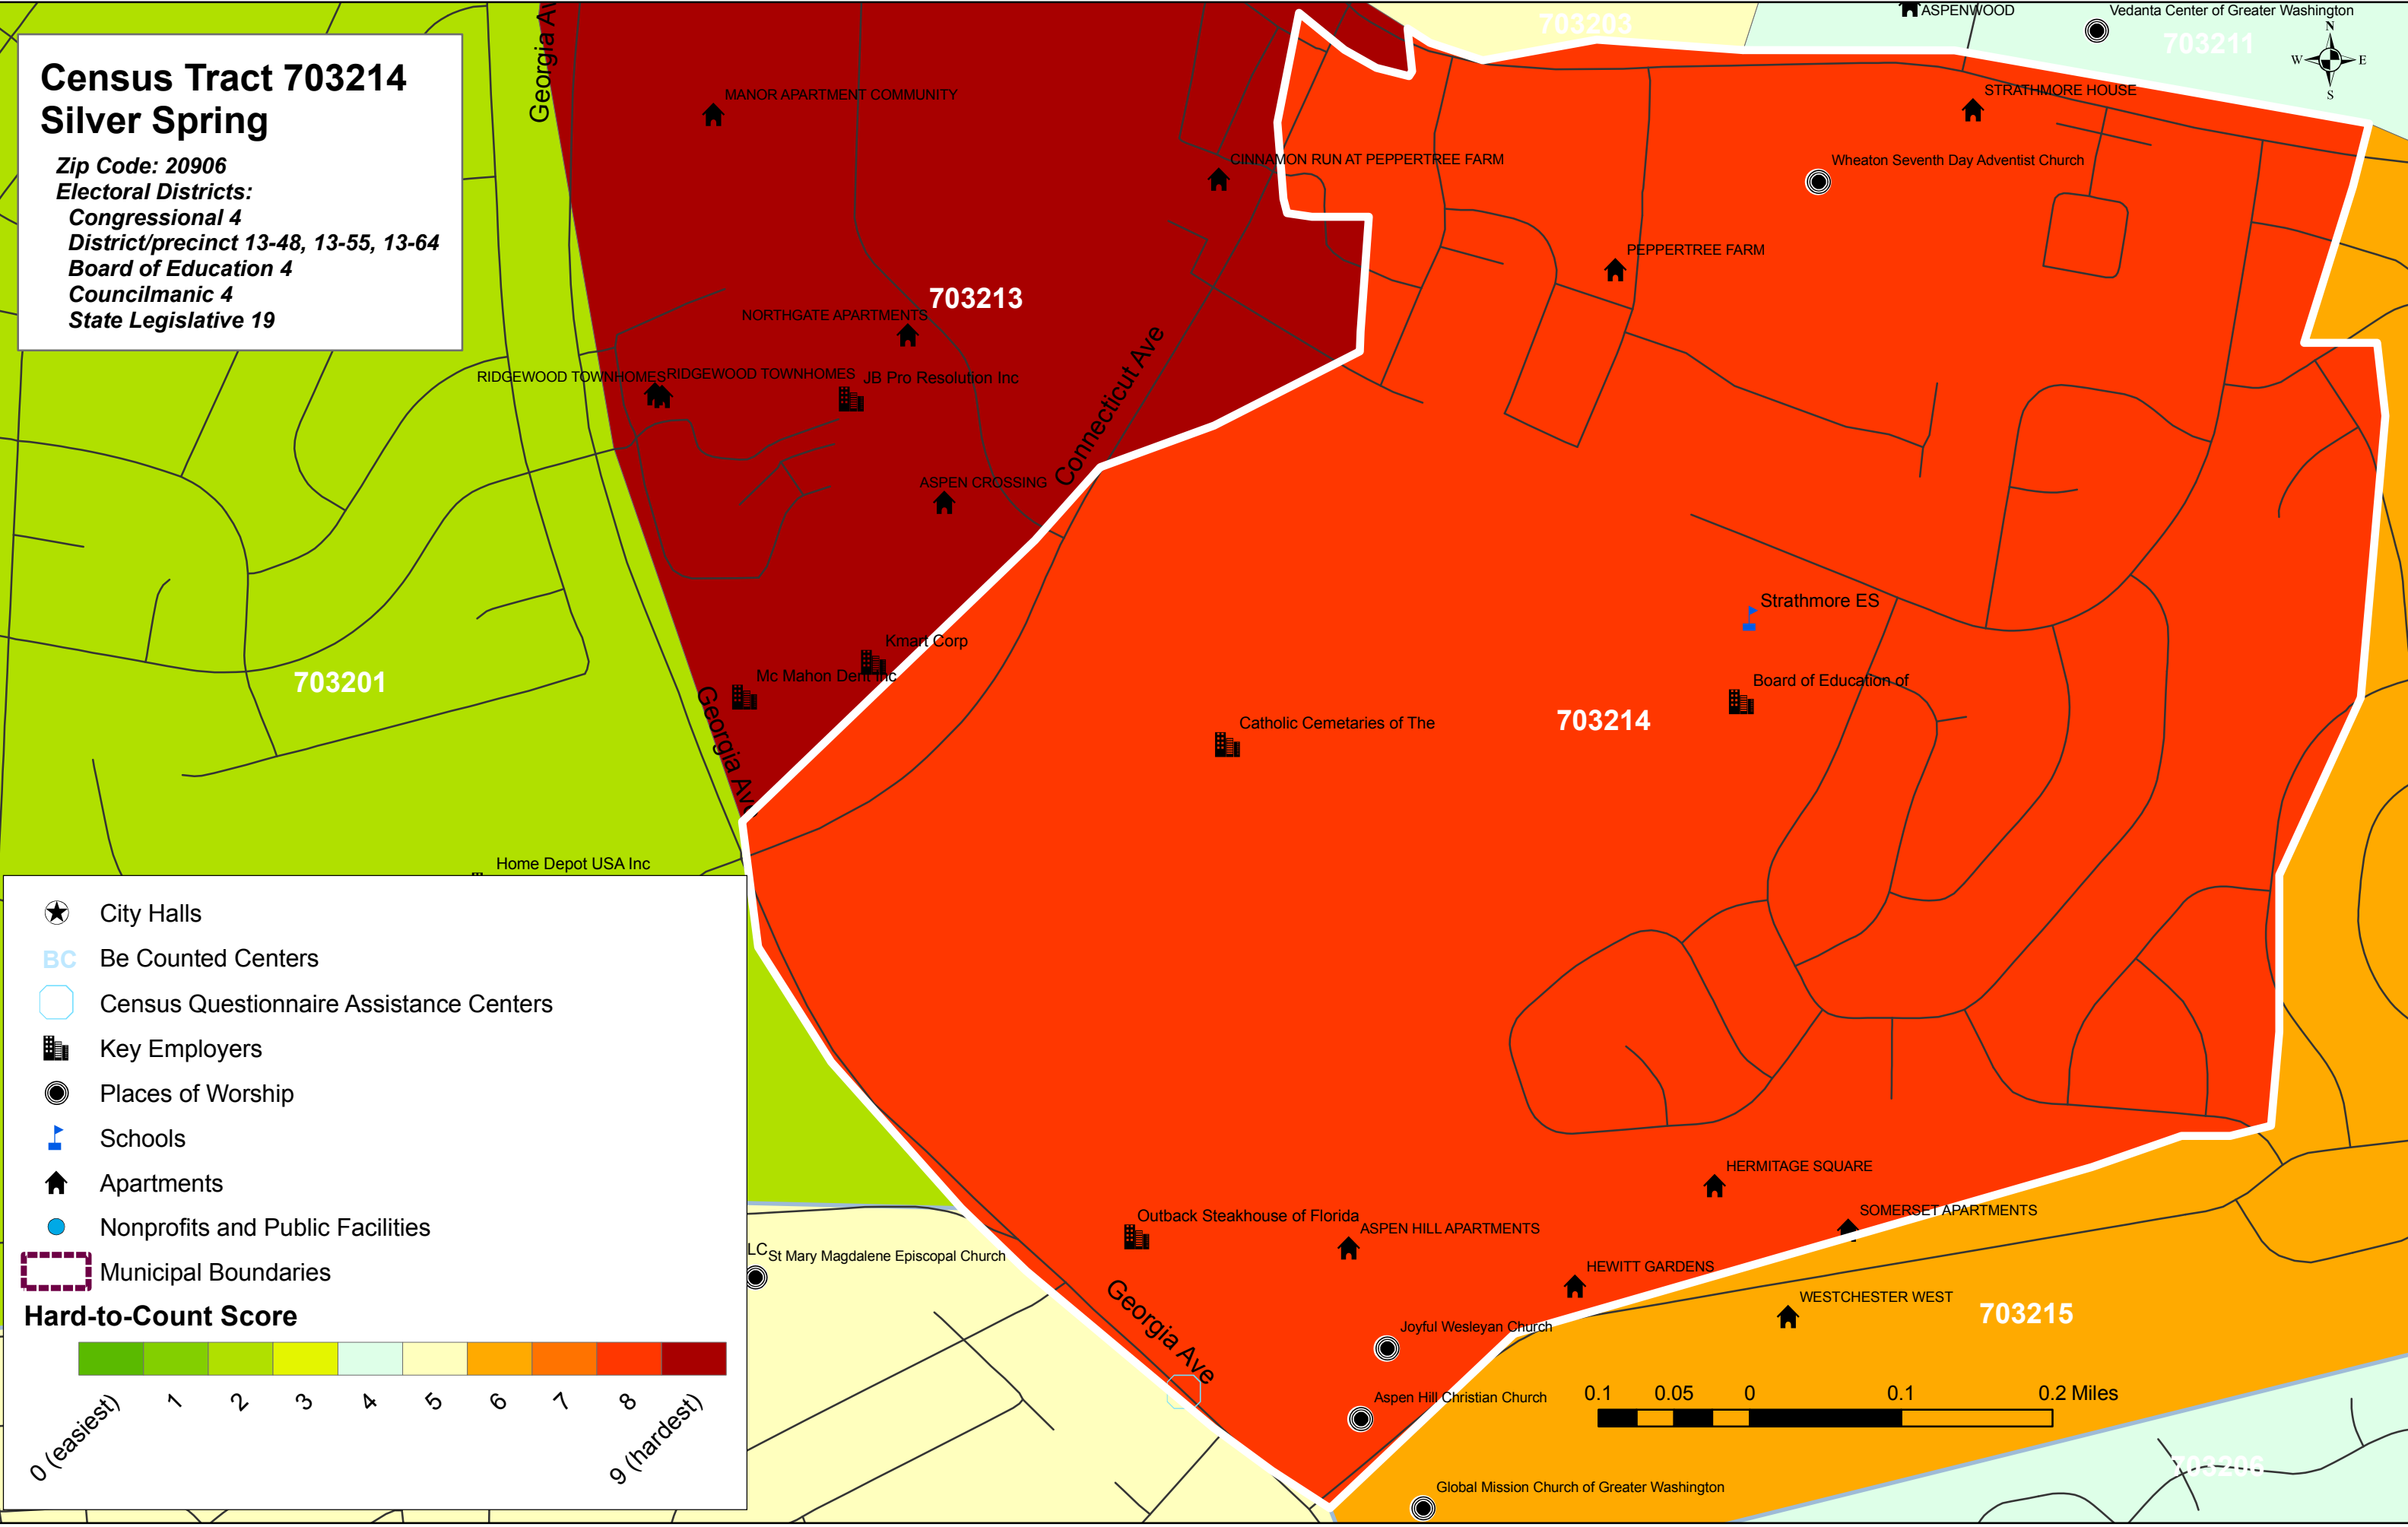 Census Tract 703214
Silver Spring
Zip Code: 20906
Electoral Districts:
Congressional 4
District/precinct 13-48, 13-55, 13-64
Board of Education 4
Councilmanic 4
State Legislative 19
Georgia Av
703203
ASPENWOOD
Vedanta Center of Greater Washington
703211
N
W
E
S
MANOR APARTMENT COMMUNITY
STRATHMORE HOUSE
CINNAMON RUN AT PEPPERTREE FARM
Wheaton Seventh Day Adventist Church
PEPPERTREE FARM
703213
NORTHGATE APARTMENTS
RIDGEWOOD TOWNHOMES
RIDGEWOOD TOWNHOMES
JB Pro Resolution Inc
Connecticut Ave
ASPEN CROSSING
Strathmore ES
Kmart Corp
Mc Mahon Dent Inc
703201
Board of Education of
703214
Catholic Cemetaries of The
Georgia Av
Home Depot USA Inc
City Halls
BC
Be Counted Centers
Census Questionnaire Assistance Centers
Key Employers
Places of Worship
Schools
Apartments
Nonprofits and Public Facilities
Municipal Boundaries
Hard-to-Count Score
0 (easiest)
1
2
3
4
5
6
7
8
9 (hardest)
HERMITAGE SQUARE
SOMERSET APARTMENTS
Outback Steakhouse of Florida
ASPEN HILL APARTMENTS
LC
St Mary Magdalene Episcopal Church
HEWITT GARDENS
WESTCHESTER WEST
703215
Georgia Ave
Joyful Wesleyan Church
Aspen Hill Christian Church
0.1 0.05 0 0.1 0.2 Miles
703206
Global Mission Church of Greater Washington